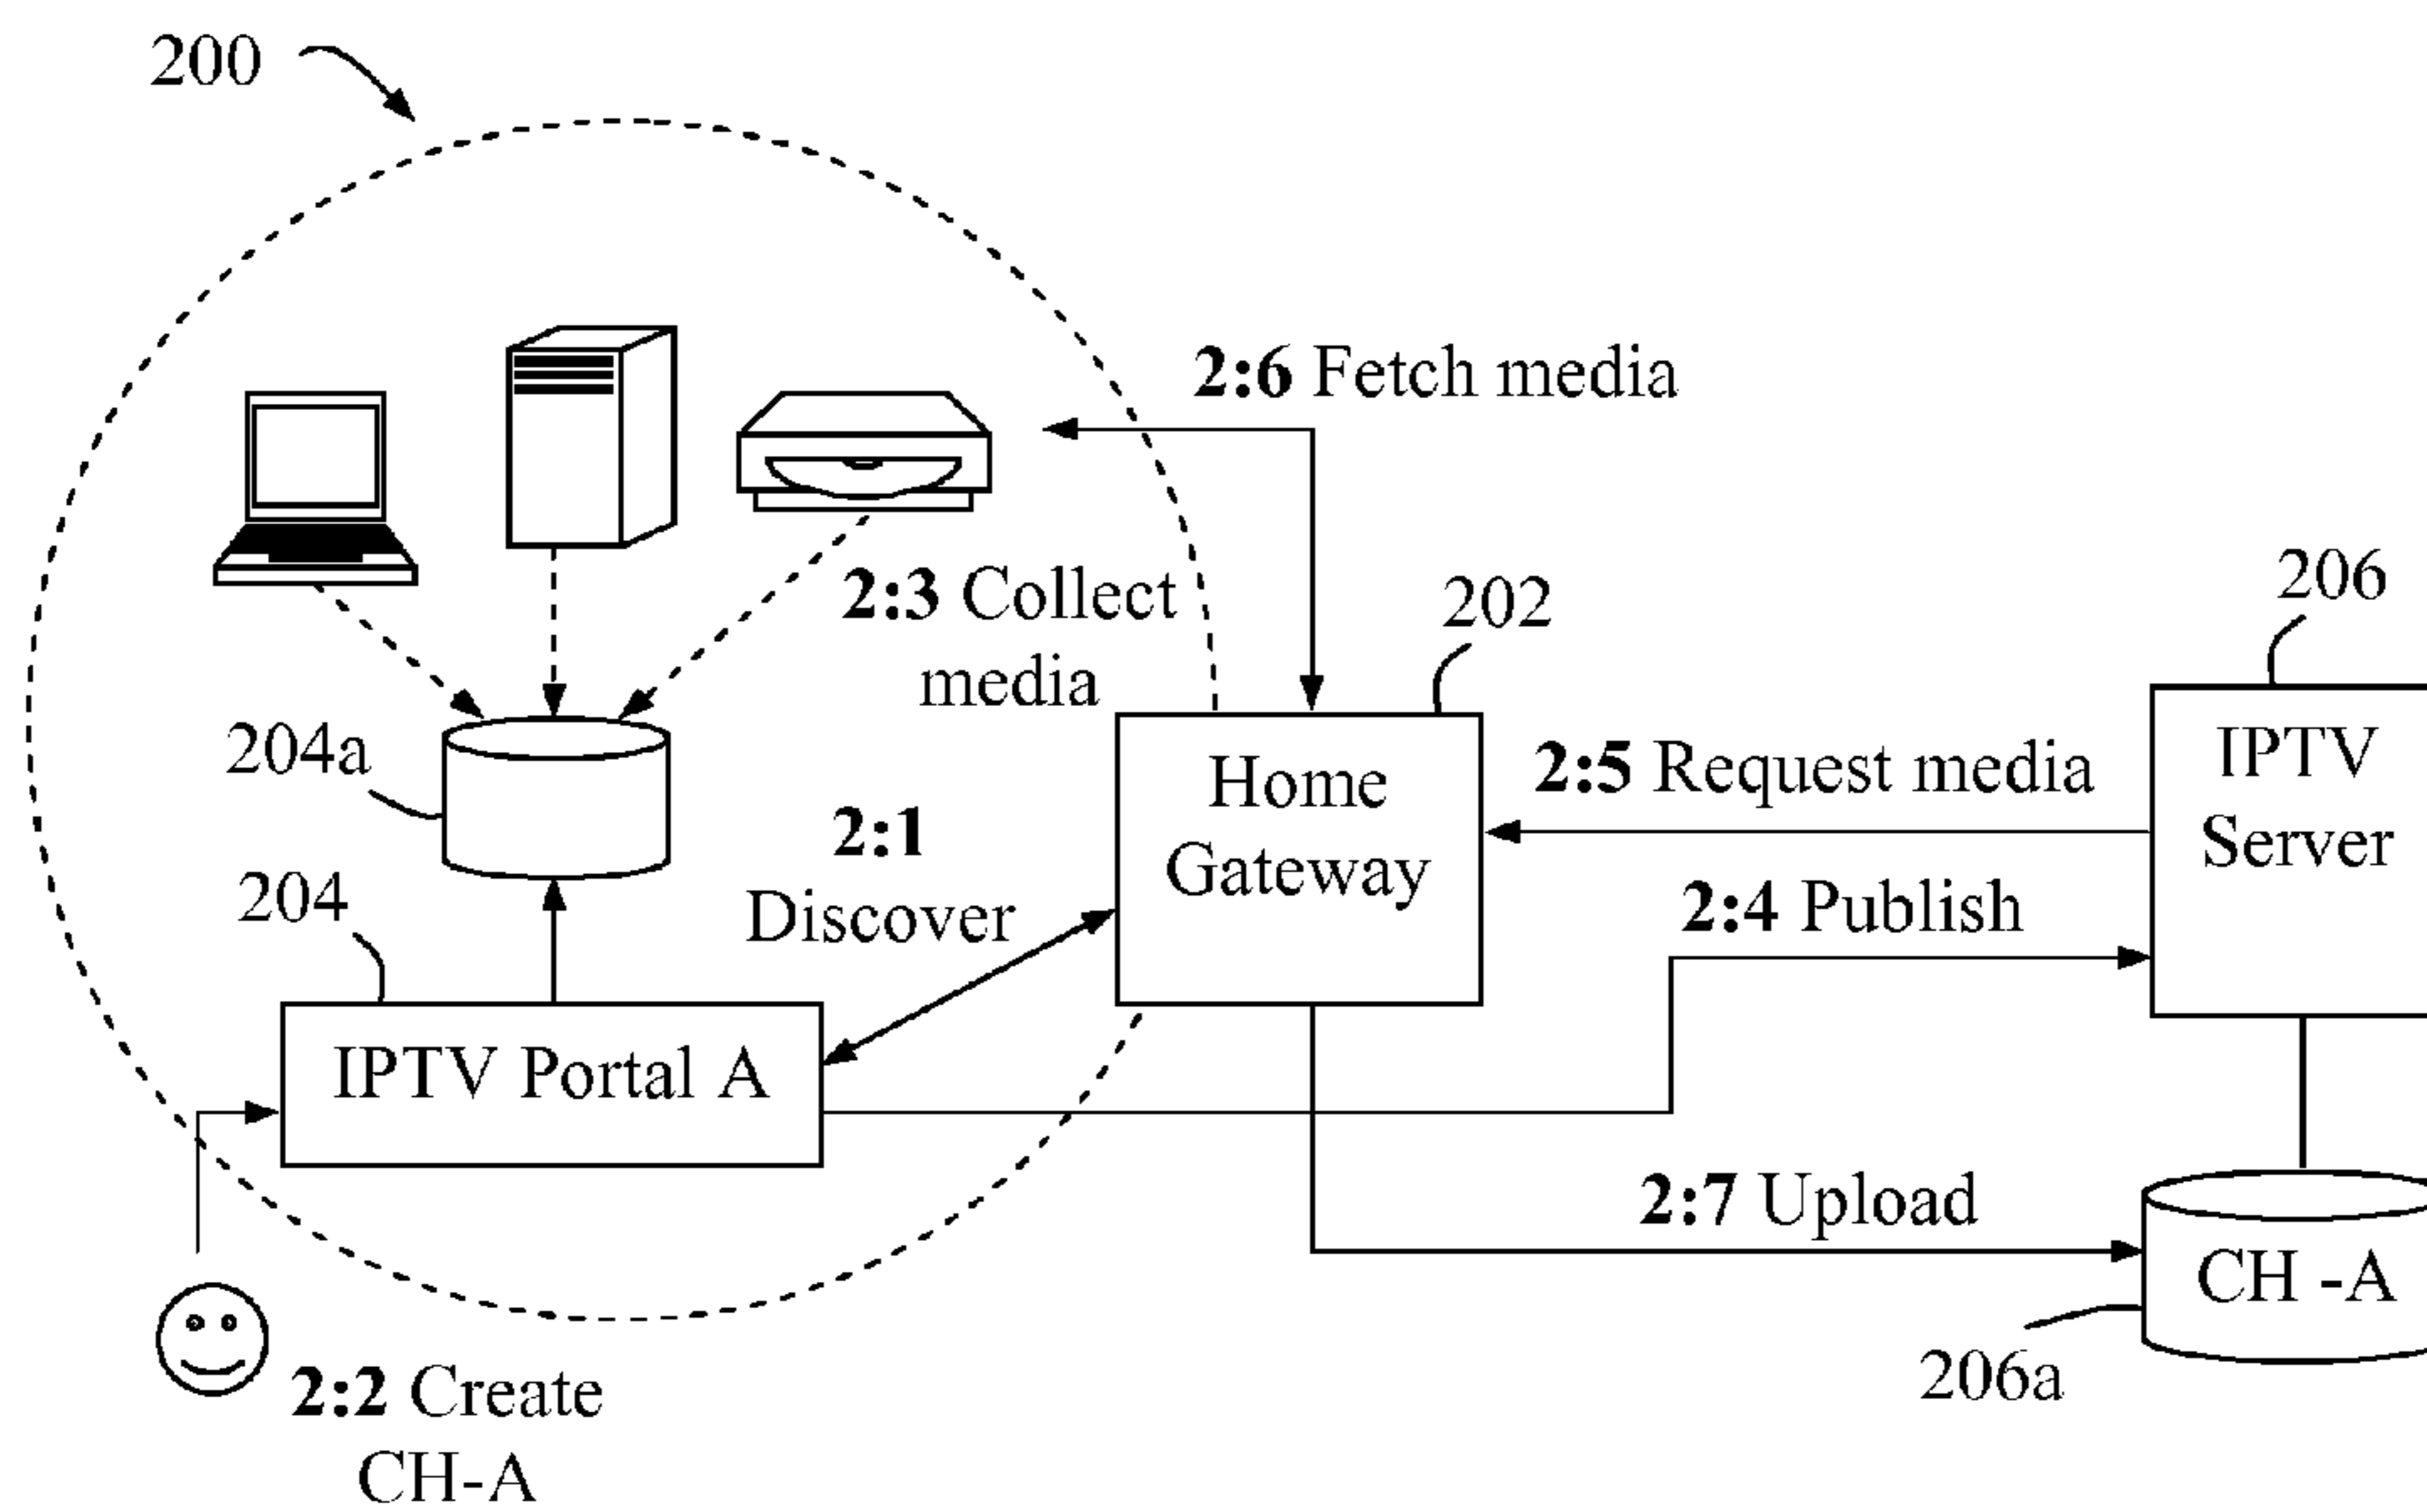 200
2:6 Fetch media
2:3 Collect
media
202
206
204a
2:1
Discover
Home
Gateway
2:5 Request media
IPTV
Server
204
2:4 Publish
IPTV Portal A
2:7 Upload
CH -A
206a
2:2 Create
CH-A